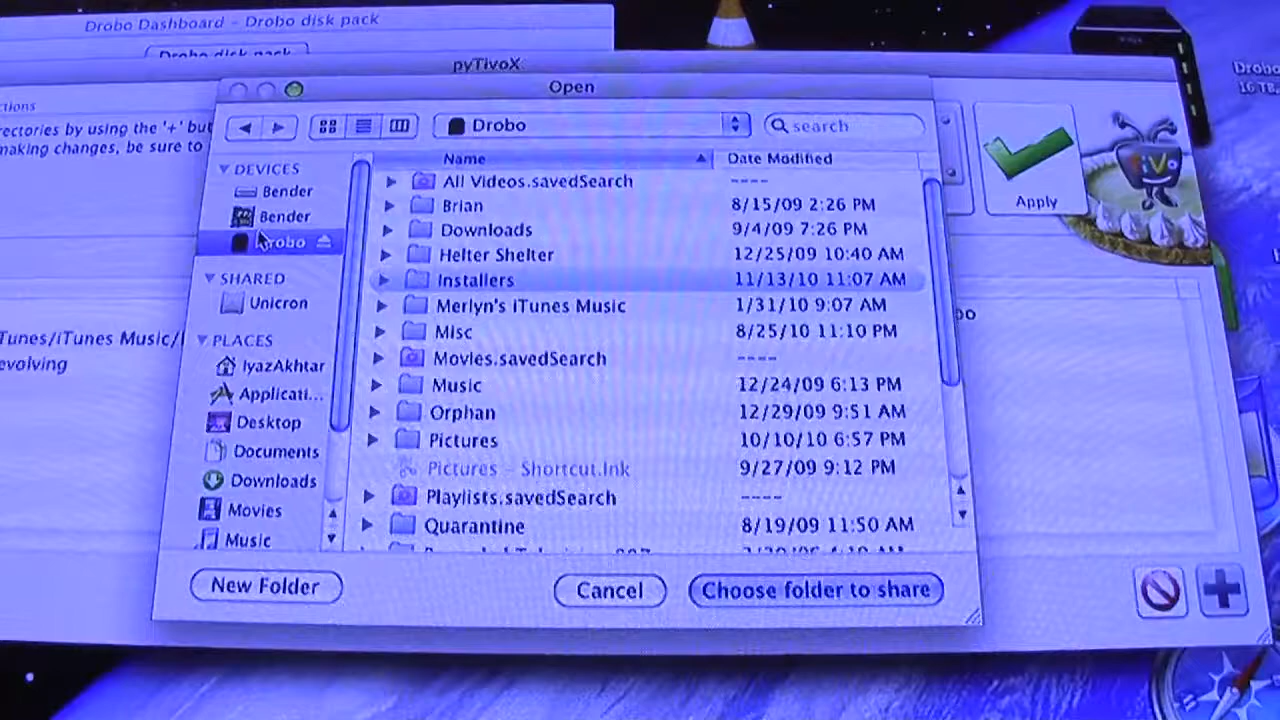 Drobo Dashboard – Drobo disk pack
Drobo disk pack
pyTivoX
Open
Drobo
search
Drobo
16 TB
ctions
rectories by using the '+' but
making changes, be sure to
Apply
TiVo
DEVICES
Bender
Bender
Drobo
SHARED
Unicron
PLACES
IyazAkhtar
Applicati...
Desktop
Documents
Downloads
Movies
Music
Name Date Modified
All Videos.savedSearch ----
Brian 8/15/09 2:26 PM
Downloads 9/4/09 7:26 PM
Helter Shelter 12/25/09 10:40 AM
Installers 11/13/10 11:07 AM
Merlyn's iTunes Music 1/31/10 9:07 AM
Misc 8/25/10 11:10 PM
Movies.savedSearch ----
Music 12/24/09 6:13 PM
Orphan 12/29/09 9:51 AM
Pictures 10/10/10 6:57 PM
Pictures – Shortcut.lnk 9/27/09 9:12 PM
Playlists.savedSearch ----
Quarantine 8/19/09 11:50 AM
Tunes/iTunes Music/
evolving
bo
New Folder
Cancel
Choose folder to share